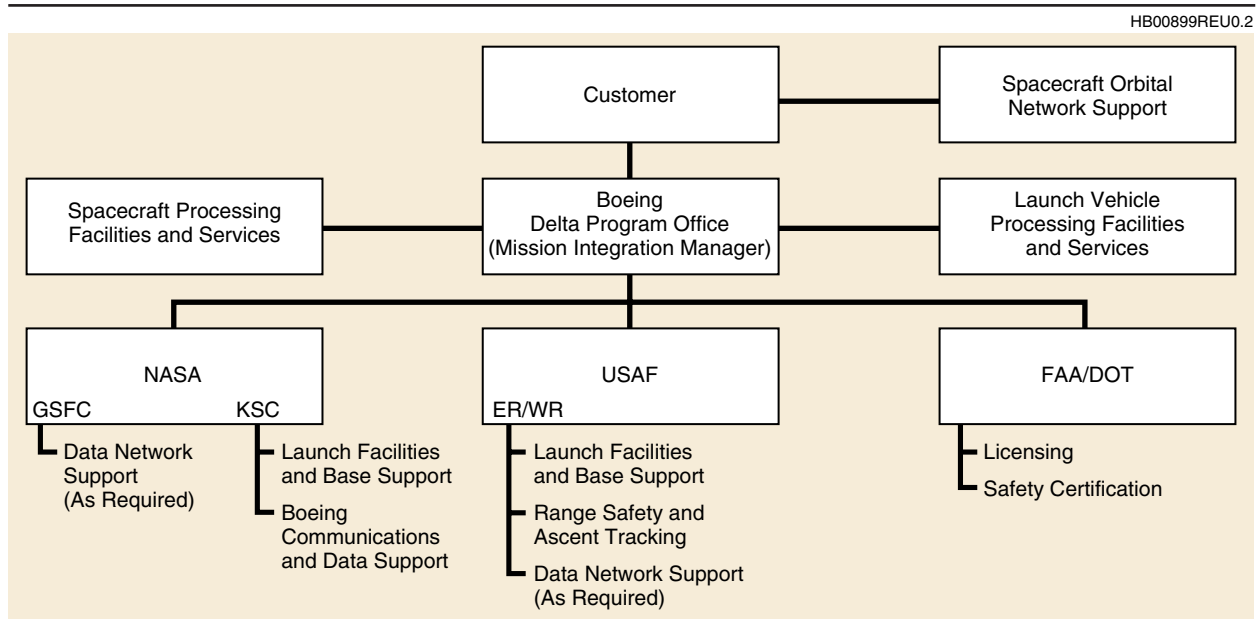 HB00899REU0.2
Customer
Spacecraft Orbital
Network Support
Spacecraft Processing
Facilities and Services
Boeing
Delta Program Office
(Mission Integration Manager)
Launch Vehicle
Processing Facilities
and Services
NASA
GSFC KSC
Data Network
Support
(As Required)
Launch Facilities
and Base Support
Boeing
Communications
and Data Support
USAF
ER/WR
Launch Facilities
and Base Support
Range Safety and
Ascent Tracking
Data Network Support
(As Required)
FAA/DOT
Licensing
Safety Certification